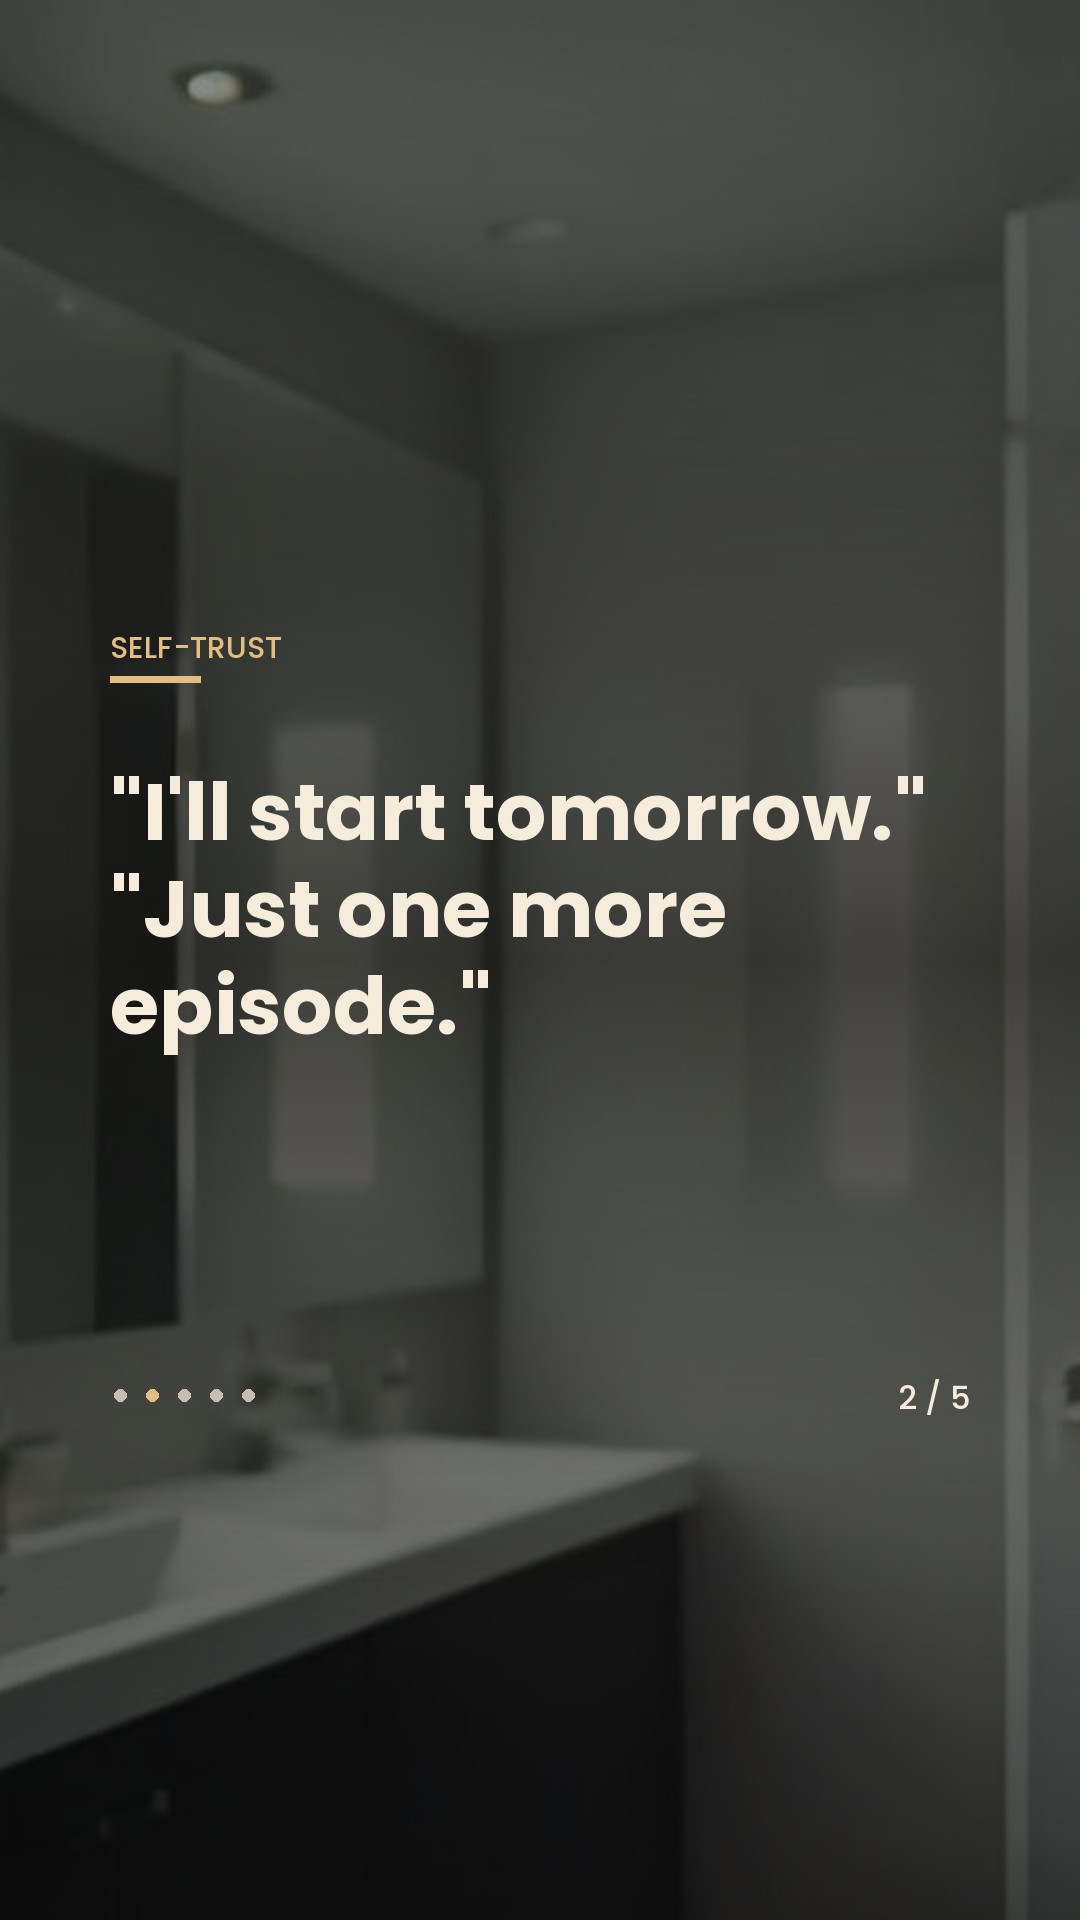 SELF-TRUST
"I'll start tomorrow."
"Just one more
episode."
2 / 5